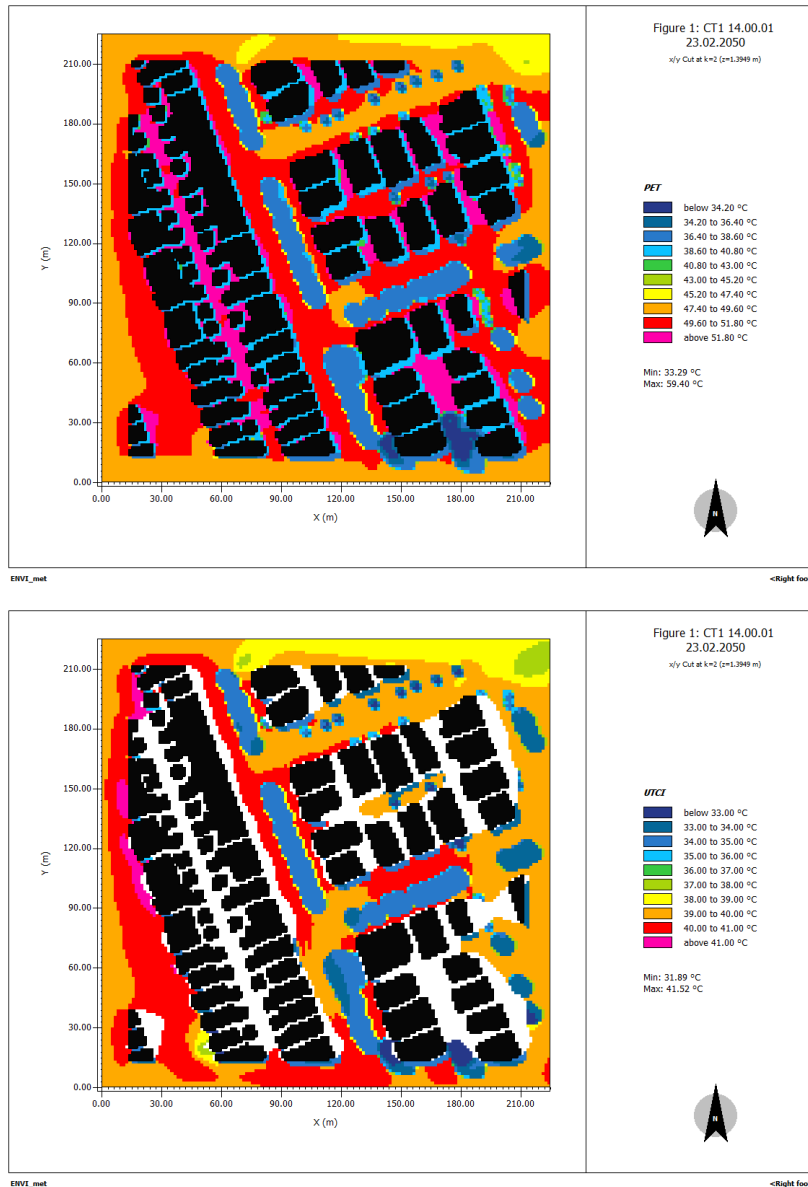 Figure 1: CT1 14.00.01
23.02.2050
x/y Cut at k=2 (z=1.3949 m)
210.00
180.00
150.00
120.00
90.00
60.00
30.00
0.00
Y (m)
0.00 30.00 60.00 90.00 120.00 150.00 180.00 210.00
X (m)
PET
below 34.20 °C
34.20 to 36.40 °C
36.40 to 38.60 °C
38.60 to 40.80 °C
40.80 to 43.00 °C
43.00 to 45.20 °C
45.20 to 47.40 °C
47.40 to 49.60 °C
49.60 to 51.80 °C
above 51.80 °C
Min: 33.29 °C
Max: 59.40 °C
N
ENVI_met
<Right foo
Figure 1: CT1 14.00.01
23.02.2050
x/y Cut at k=2 (z=1.3949 m)
210.00
180.00
150.00
120.00
90.00
60.00
30.00
0.00
Y (m)
0.00 30.00 60.00 90.00 120.00 150.00 180.00 210.00
X (m)
UTCI
below 33.00 °C
33.00 to 34.00 °C
34.00 to 35.00 °C
35.00 to 36.00 °C
36.00 to 37.00 °C
37.00 to 38.00 °C
38.00 to 39.00 °C
39.00 to 40.00 °C
40.00 to 41.00 °C
above 41.00 °C
Min: 31.89 °C
Max: 41.52 °C
N
ENVI_met
<Right foo